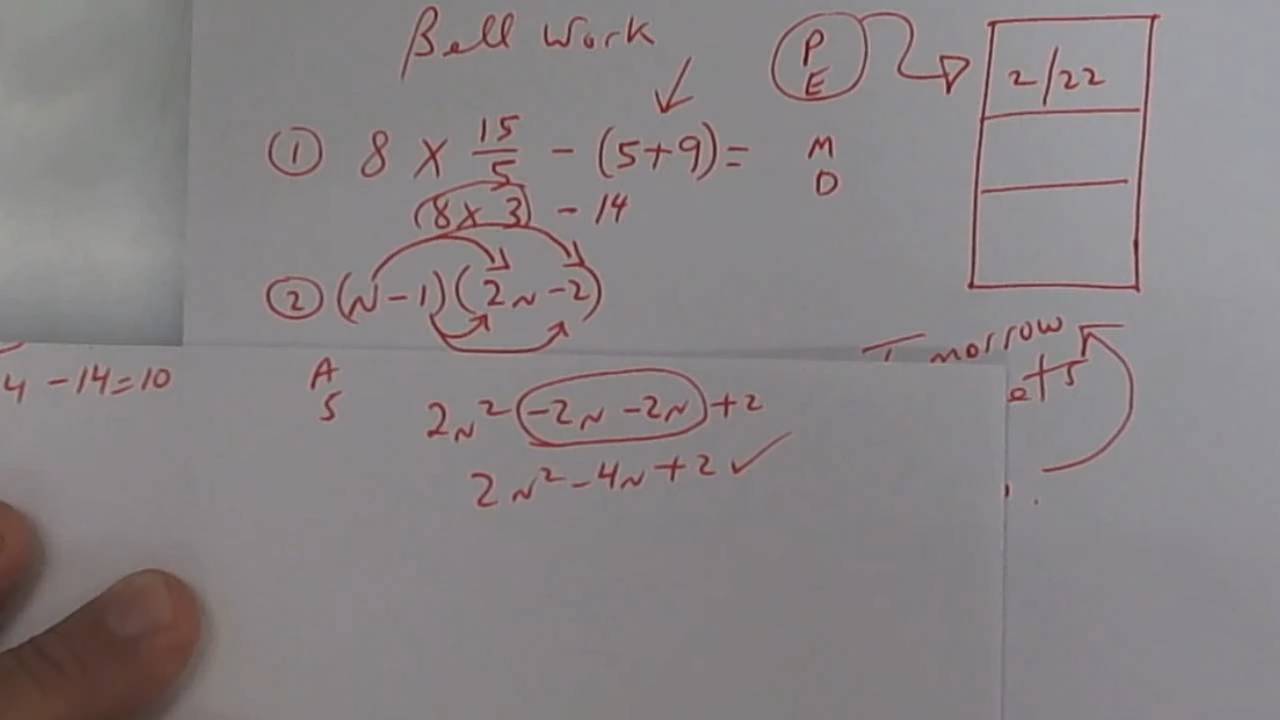 Bell Work
P
E
2/22
① 8 × 15/5 - (5+9) =
M
D
(8 × 3) - 14
② (N-1)(2N-2)
Tmorrow
4 -14=10
A
S
2N² -2N -2N +2
2N² -4N +2 ✓